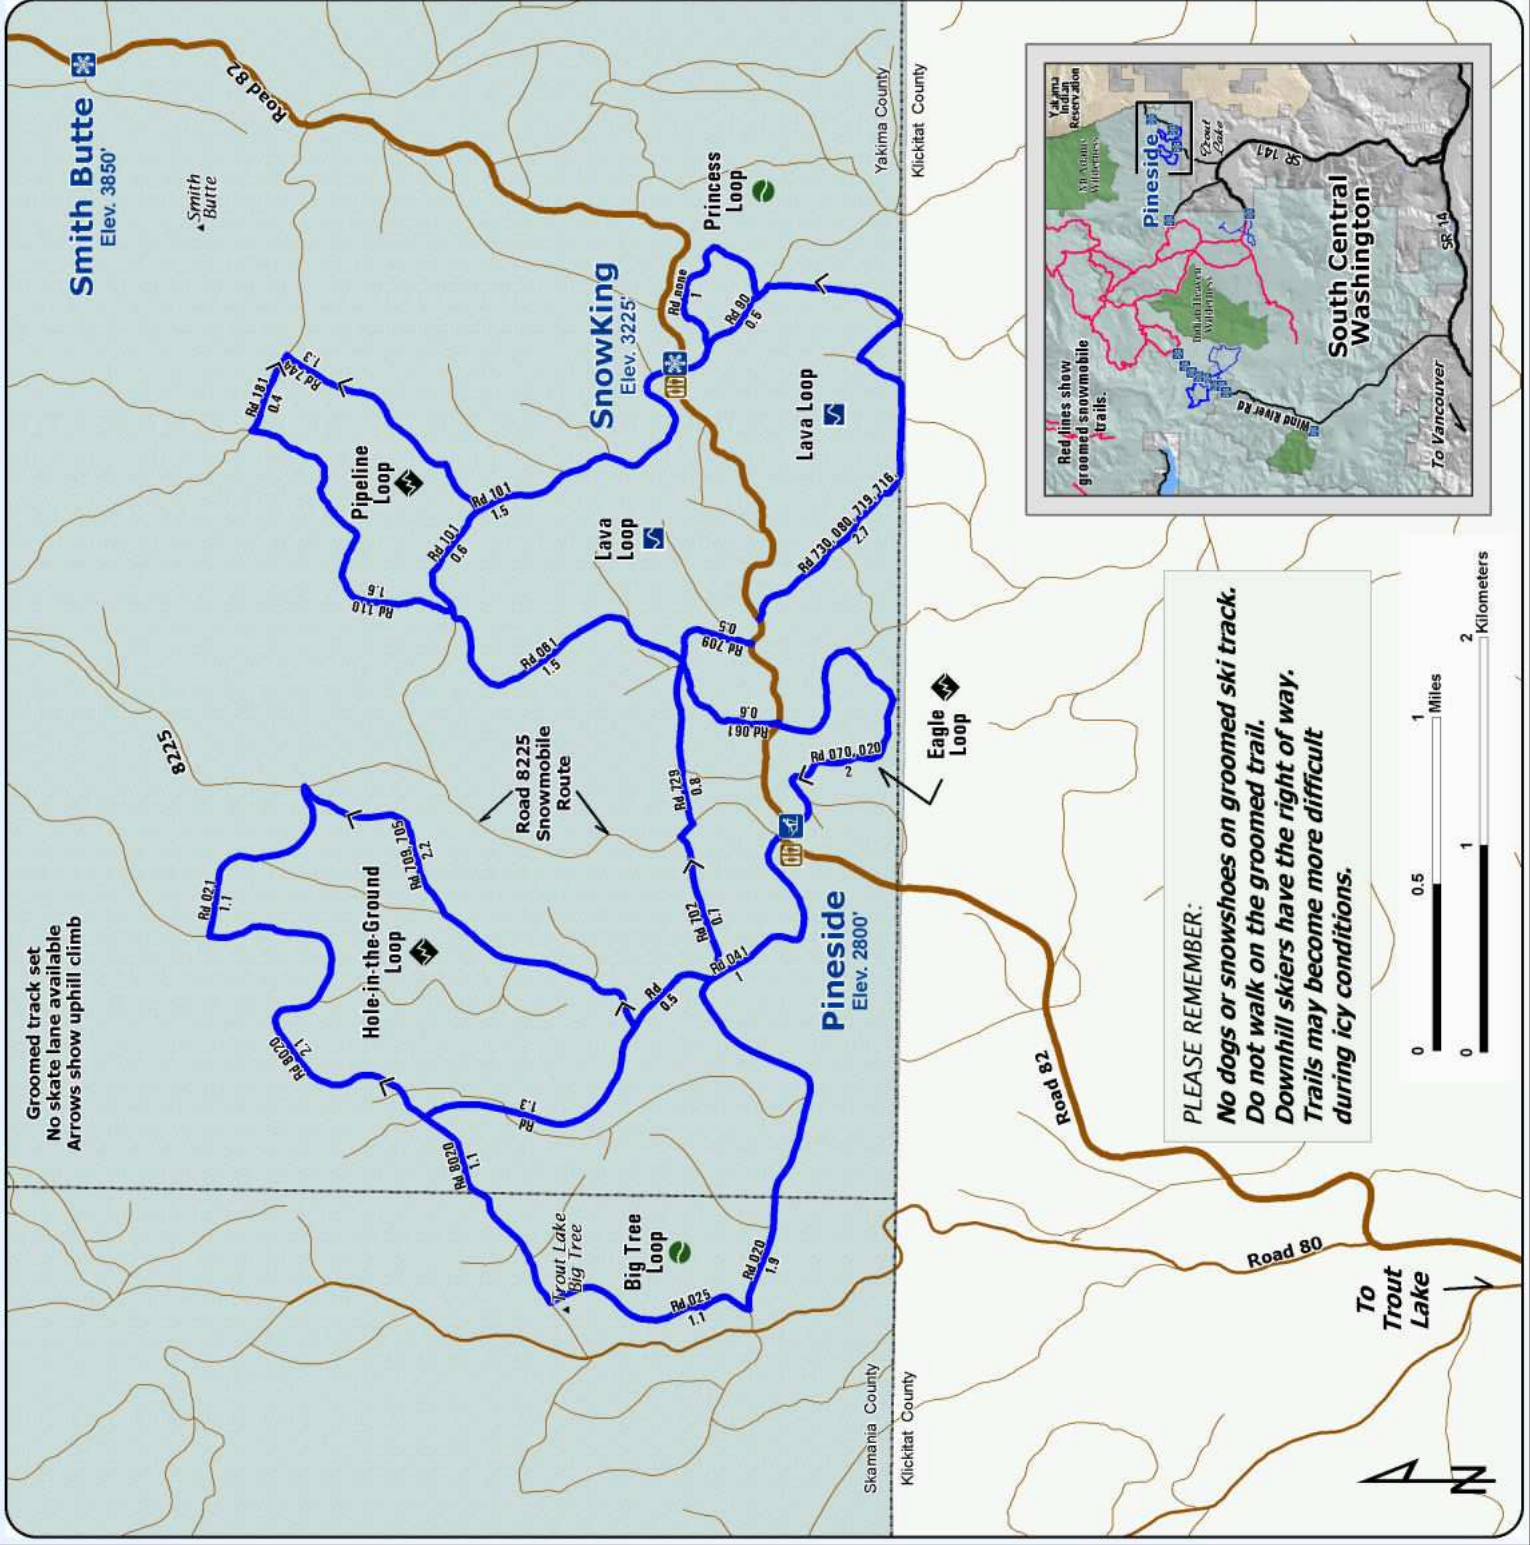 Groomed track set
No skate lane available
Arrows show uphill climb
Smith Butte
Elev. 3850'
8225
Smith
Butte
Road 82
Rd 021
1.1
Rd 181
0.4
Rd 8020
2.1
Rd 744
1.3
Hole-in-the-Ground
Loop
Pipeline
Loop
Rd 110
1.6
Rd 709, 705
2.2
Rd 8020
1.1
Rd 101
0.6
Rd 101
1.5
Road 8225
Snowmobile
Route
Rd
1.3
Rd 061
1.5
Trout Lake
Big Tree
Lava
Loop
SnowKing
Elev. 3225'
Big Tree
Loop
Rd
0.5
Rd 025
1.1
Rd 702
0.7
Rd 729
0.8
Rd 709
0.5
Rd none
1
Princess
Loop
Rd 041
1
Rd 061
0.6
Rd 90
0.5
Rd 020
1.9
Pineside
Elev. 2800'
Rd 070, 020
2
Rd 730, 080, 719, 716
2.7
Lava Loop
Skamania County
Klickitat County
Yakima County
Klickitat County
Eagle
Loop
Road 82
Road 80
To
Trout
Lake
PLEASE REMEMBER:
No dogs or snowshoes on groomed ski track.
Do not walk on the groomed trail.
Downhill skiers have the right of way.
Trails may become more difficult
during icy conditions.
0
0.5
1
Miles
0
1
2
Kilometers
N
Red lines show
groomed snowmobile
trails.
Yakama
Indian
Reservation
Mt Adams
Wilderness
Pineside
Trout
Lake
Indian Heaven
Wilderness
SR 141
Wind River Rd
South Central
Washington
To Vancouver
SR 14